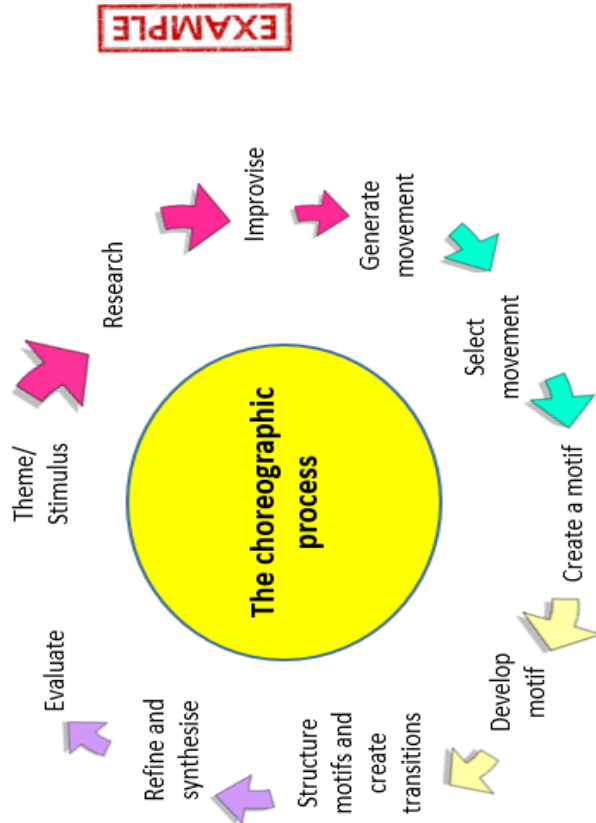 EXAMPLE
The choreographic
process
Theme/
Stimulus
Research
Improvise
Generate
movement
Select
movement
Create a motif
Develop
motif
Structure
motifs and
create
transitions
Refine and
synthesise
Evaluate